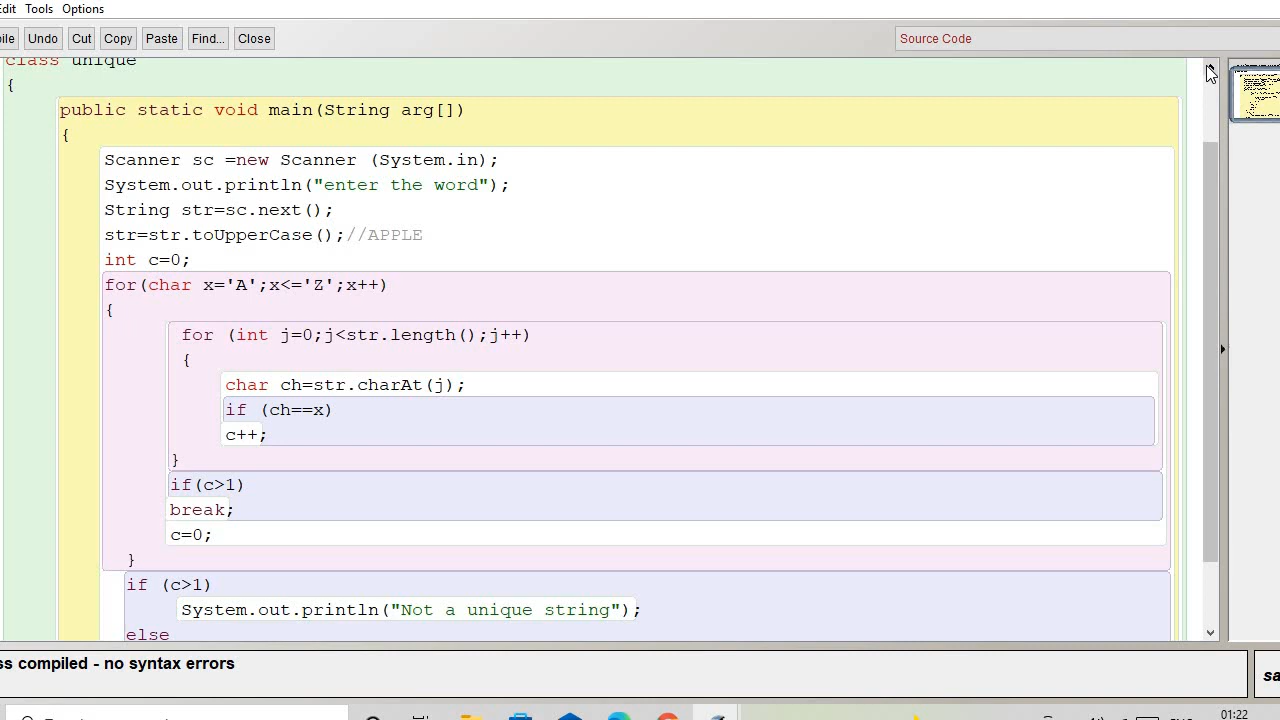 Edit Tools Options
Undo Cut Copy Paste Find... Close Source Code
class unique
{
public static void main(String arg[])
{
Scanner sc =new Scanner (System.in);
System.out.println("enter the word");
String str=sc.next();
str=str.toUpperCase();//APPLE
int c=0;
for(char x='A';x<='Z';x++)
{
for (int j=0;j<str.length();j++)
{
char ch=str.charAt(j);
if (ch==x)
c++;
}
if(c>1)
break;
c=0;
}
if (c>1)
System.out.println("Not a unique string");
else
ss compiled - no syntax errors
sa
01:22